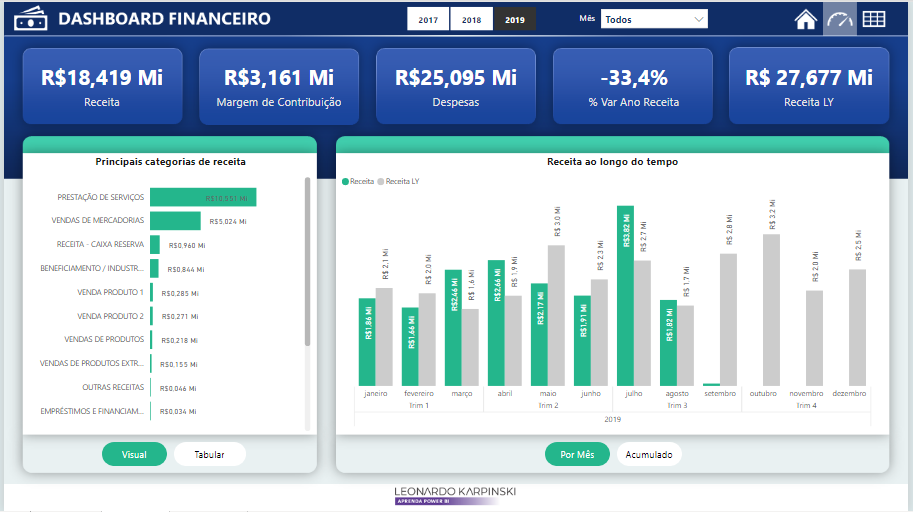 DASHBOARD FINANCEIRO
2017 2018 2019
Mês Todos
R$18,419 Mi
Receita
R$3,161 Mi
Margem de Contribuição
R$25,095 Mi
Despesas
-33,4%
% Var Ano Receita
R$ 27,677 Mi
Receita LY
Principais categorias de receita
PRESTAÇÃO DE SERVIÇOS R$10,551 Mi
VENDAS DE MERCADORIAS R$5,024 Mi
RECEITA - CAIXA RESERVA R$0,960 Mi
BENEFICIAMENTO / INDUSTR... R$0,844 Mi
VENDA PRODUTO 1 R$0,285 Mi
VENDA PRODUTO 2 R$0,271 Mi
VENDAS DE PRODUTOS R$0,218 Mi
VENDAS DE PRODUTOS EXTR... R$0,155 Mi
OUTRAS RECEITAS R$0,046 Mi
EMPRÉSTIMOS E FINANCIAM... R$0,034 Mi
Visual Tabular
Receita ao longo do tempo
Receita Receita LY
R$1,86 Mi R$ 2,1 Mi
R$1,66 Mi R$ 2,0 Mi
R$2,46 Mi R$ 1,6 Mi
R$2,66 Mi R$ 1,9 Mi
R$2,17 Mi R$ 3,0 Mi
R$1,91 Mi R$ 2,3 Mi
R$3,82 Mi R$ 2,7 Mi
R$1,82 Mi R$ 1,7 Mi
R$ 2,8 Mi
R$ 3,2 Mi
R$ 2,0 Mi
R$ 2,5 Mi
janeiro fevereiro março abril maio junho julho agosto setembro outubro novembro dezembro
Trim 1 Trim 2 Trim 3 Trim 4
2019
Por Mês Acumulado
LEONARDO KARPINSKI
APRENDA POWER BI